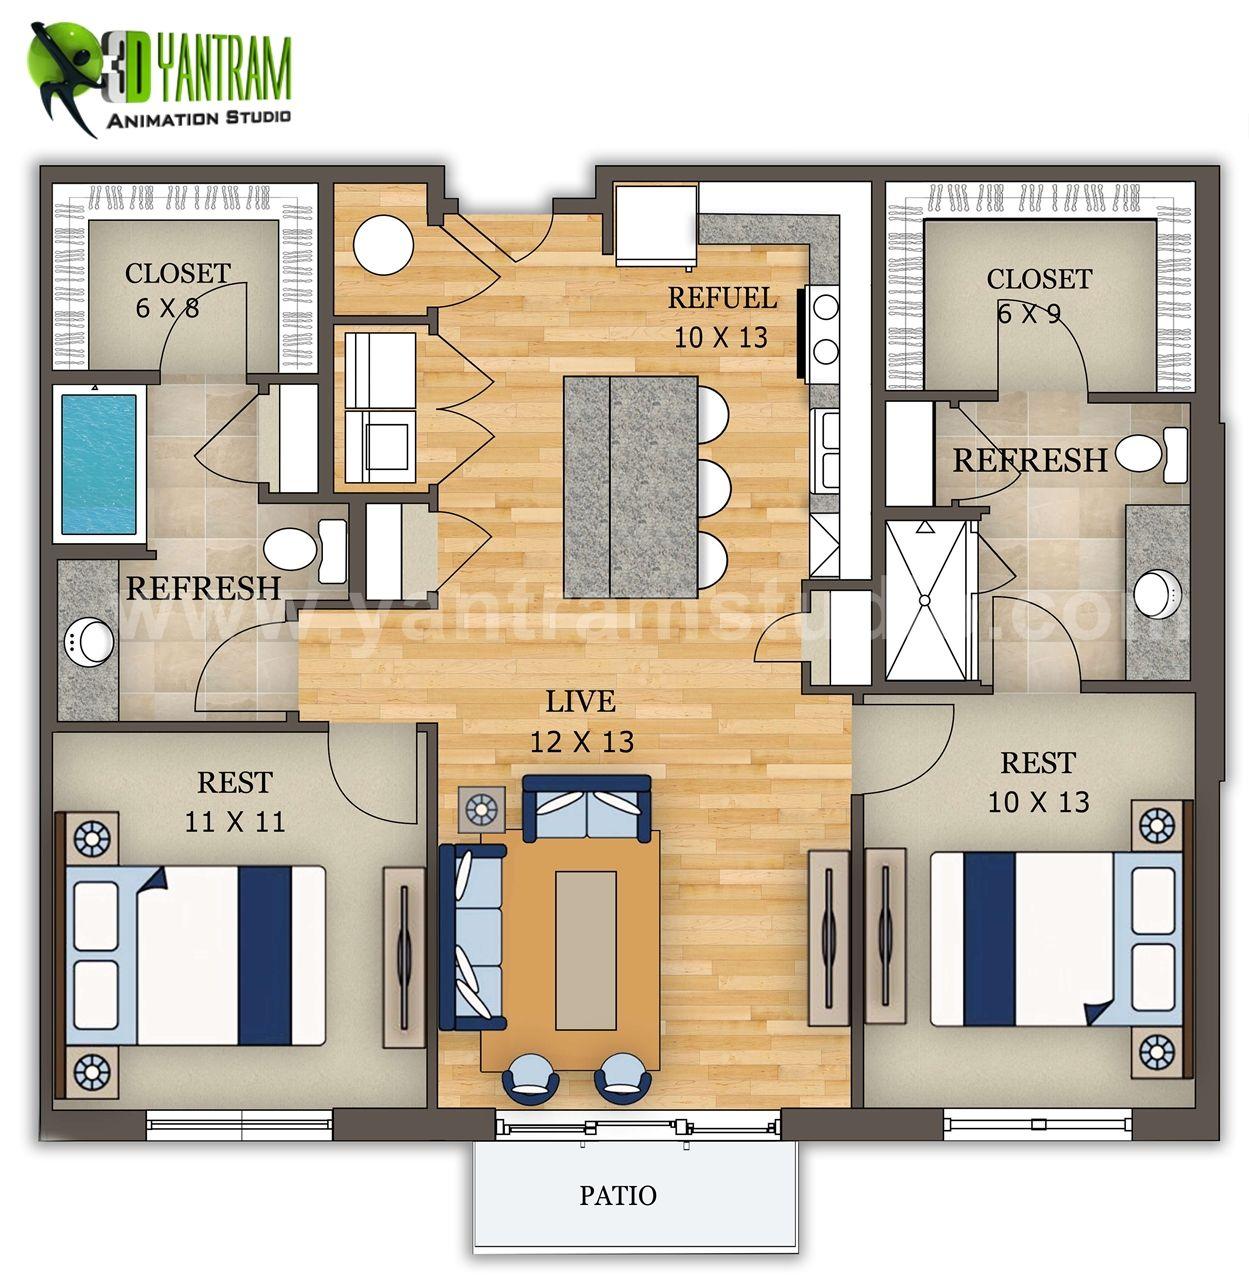 3D YANTRAM
ANIMATION STUDIO
CLOSET
6 X 8
REFUEL
10 X 13
CLOSET
6 X 9
REFRESH
REFRESH
www.yantramstudio.com
LIVE
12 X 13
REST
11 X 11
REST
10 X 13
PATIO